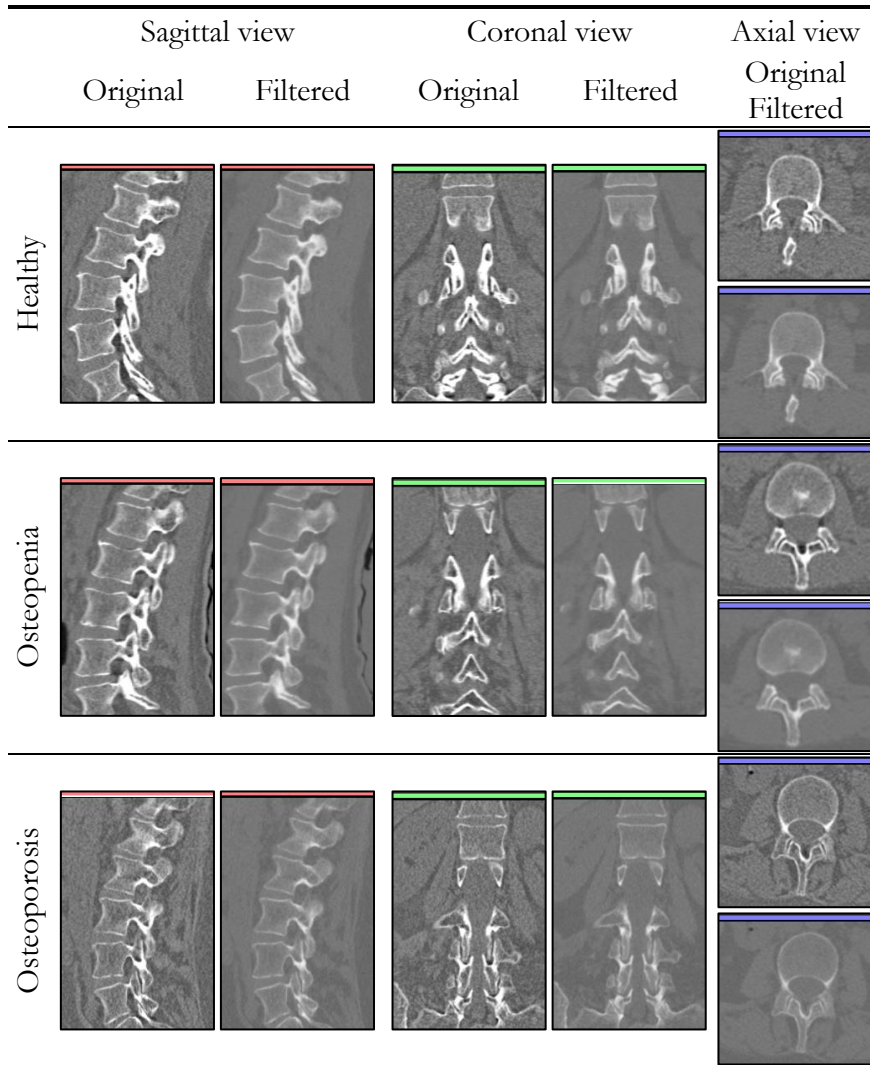 Sagittal view Coronal view Axial view
Original Filtered Original Filtered Original
Filtered
Healthy
Osteopenia
Osteoporosis